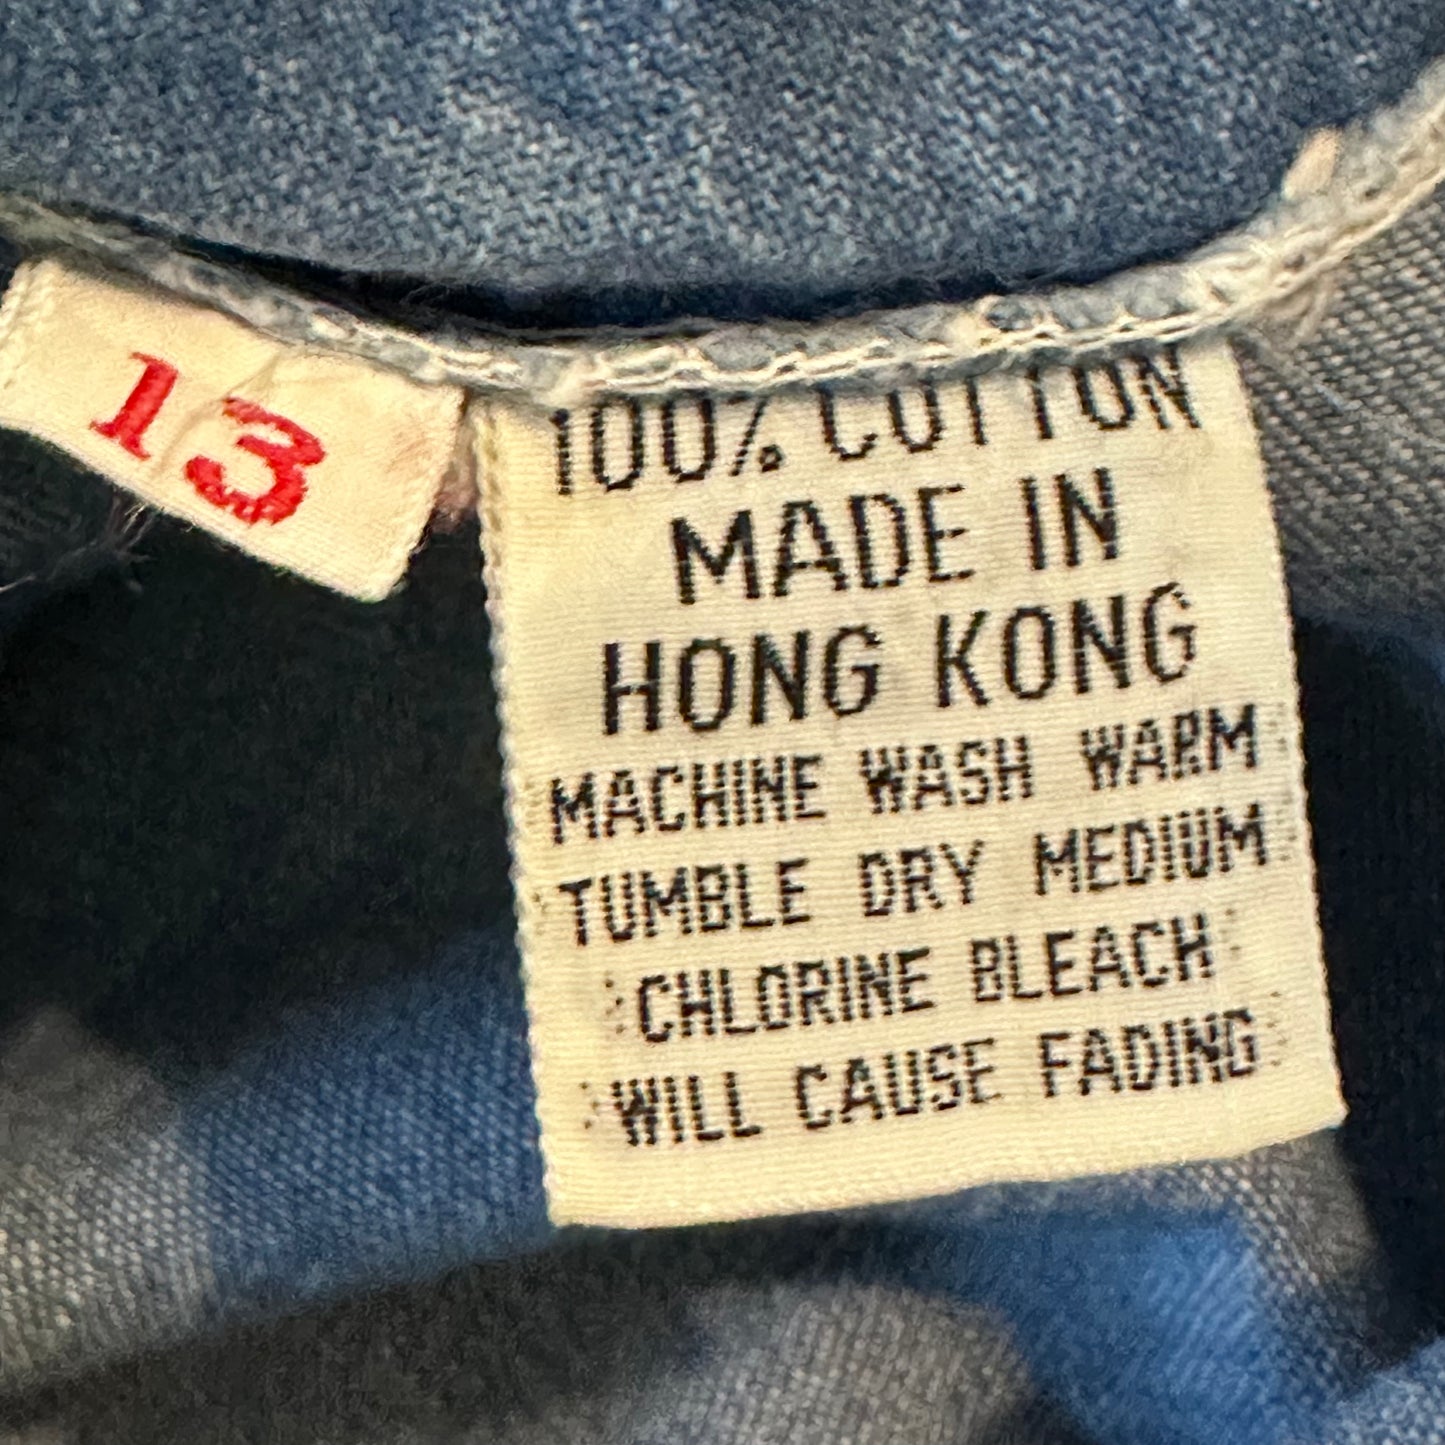 13
100% COTTON
MADE IN
HONG KONG
MACHINE WASH WARM
TUMBLE DRY MEDIUM
CHLORINE BLEACH
WILL CAUSE FADING